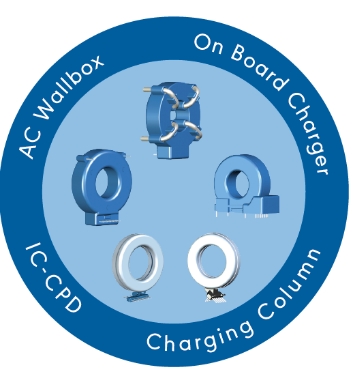 AC Wallbox
On Board Charger
IC-CPD
Charging Column